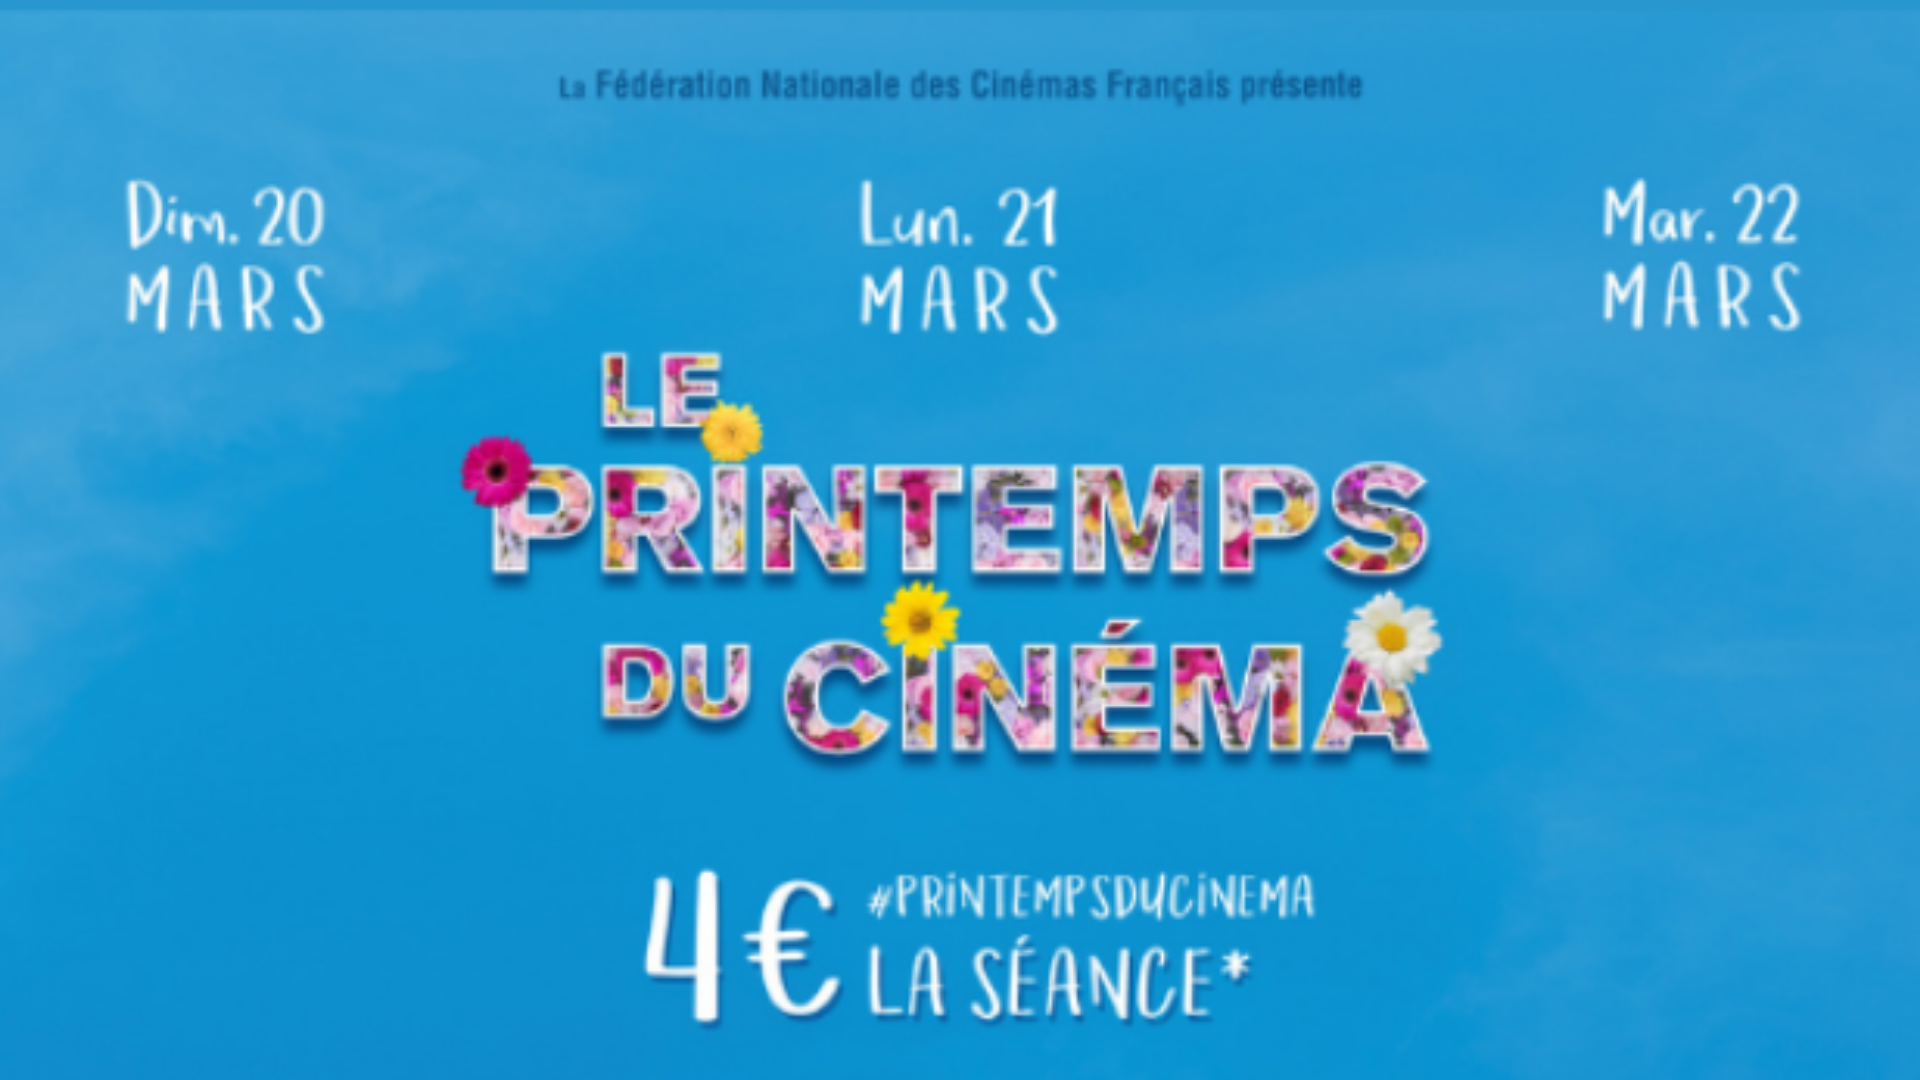 La Fédération Nationale des Cinémas Français présente
Dim. 20
MARS
Lun. 21
MARS
Mar. 22
MARS
LE
PRINTEMPS
DU CINÉMA
4€
#PRINTEMPSDUCINEMA
LA SÉANCE*